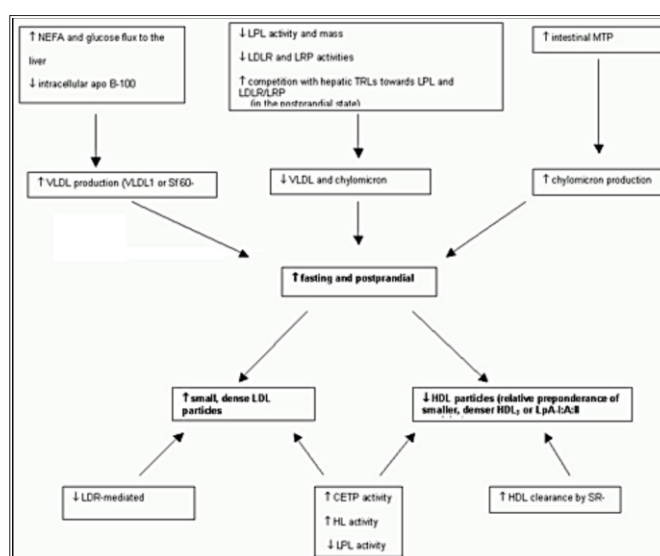 ↑ NEFA and glucose flux to the
liver
↓ intracellular apo B-100
↓ LPL activity and mass
↓ LDLR and LRP activities
↑ competition with hepatic TRLs towards LPL and
LDLR/LRP
(in the postprandial state)
↑ intestinal MTP
↑ VLDL production (VLDL1 or Sf 60-
↓ VLDL and chylomicron
↑ chylomicron production
↑ fasting and postprandial
↑ small, dense LDL
particles
↓ HDL particles (relative preponderance of
smaller, denser HDL₃ or LpA-I:A:II
↓ LDR-mediated
↑ CETP activity
↑ HL activity
↓ LPL activity
↑ HDL clearance by SR-